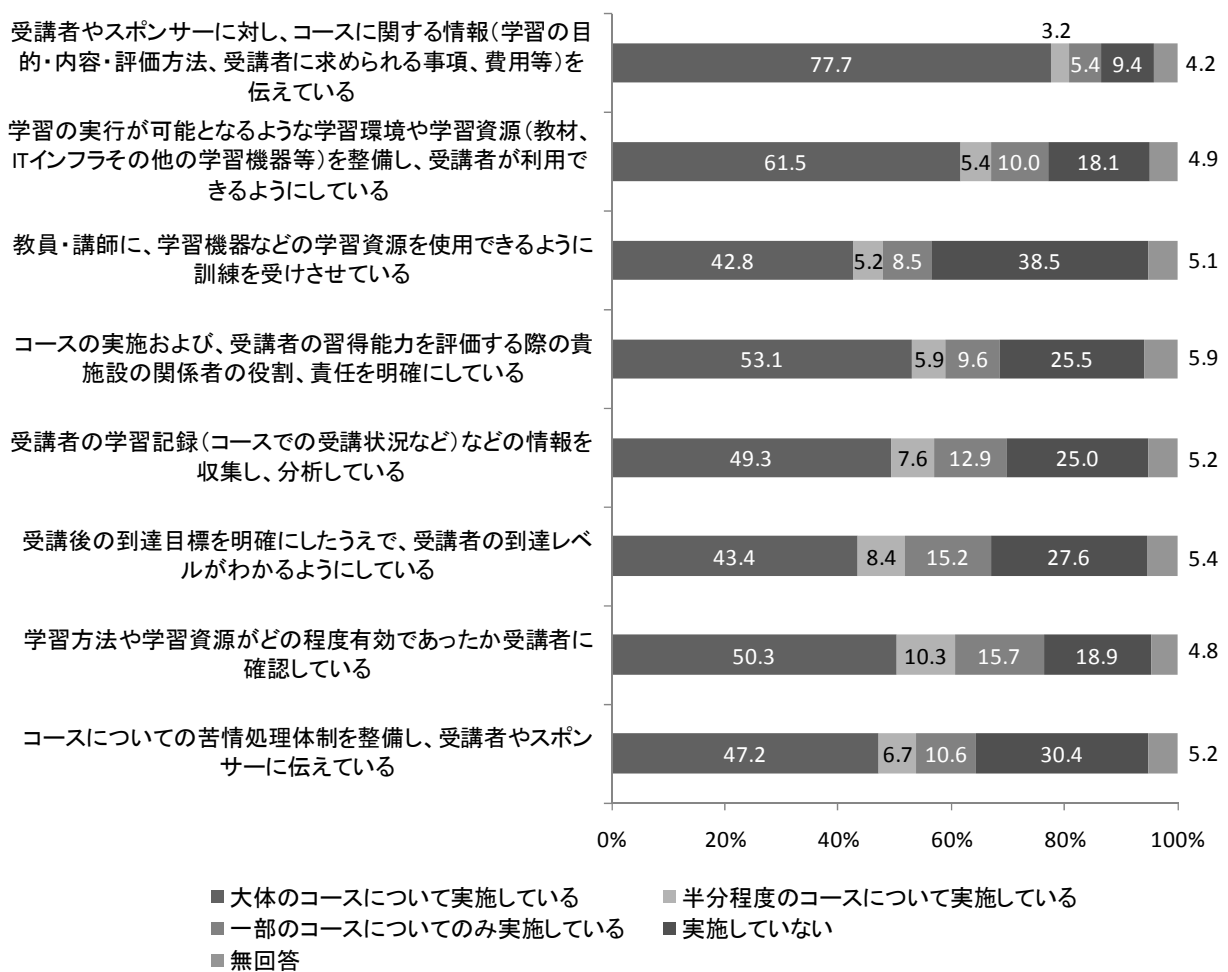 受講者やスポンサーに対し、コースに関する情報(学習の目
的・内容・評価方法、受講者に求められる事項、費用等)を
伝えている
77.7
3.2
5.4
9.4
4.2
学習の実行が可能となるような学習環境や学習資源(教材、
ITインフラその他の学習機器等)を整備し、受講者が利用で
きるようにしている
61.5
5.4
10.0
18.1
4.9
教員・講師に、学習機器などの学習資源を使用できるように
訓練を受けさせている
42.8
5.2
8.5
38.5
5.1
コースの実施および、受講者の習得能力を評価する際の貴
施設の関係者の役割、責任を明確にしている
53.1
5.9
9.6
25.5
5.9
受講者の学習記録(コースでの受講状況など)などの情報を
収集し、分析している
49.3
7.6
12.9
25.0
5.2
受講後の到達目標を明確にしたうえで、受講者の到達レベ
ルがわかるようにしている
43.4
8.4
15.2
27.6
5.4
学習方法や学習資源がどの程度有効であったか受講者に
確認している
50.3
10.3
15.7
18.9
4.8
コースについての苦情処理体制を整備し、受講者やスポン
サーに伝えている
47.2
6.7
10.6
30.4
5.2
0% 20% 40% 60% 80% 100%
大体のコースについて実施している
半分程度のコースについて実施している
一部のコースについてのみ実施している
実施していない
無回答